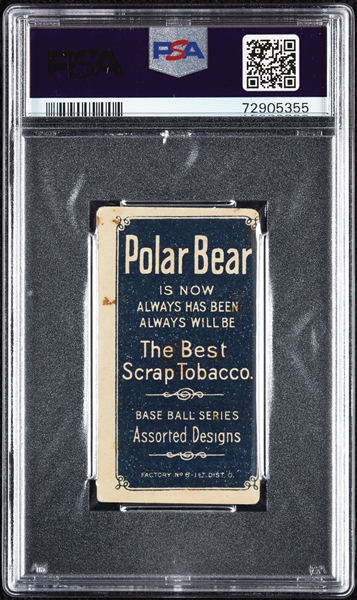 PSA
PSA
72905355
Polar Bear
IS NOW
ALWAYS HAS BEEN
ALWAYS WILL BE
The Best
Scrap Tobacco.
BASE BALL SERIES
Assorted Designs
FACTORY Nº 6-1ST. DIST. O.